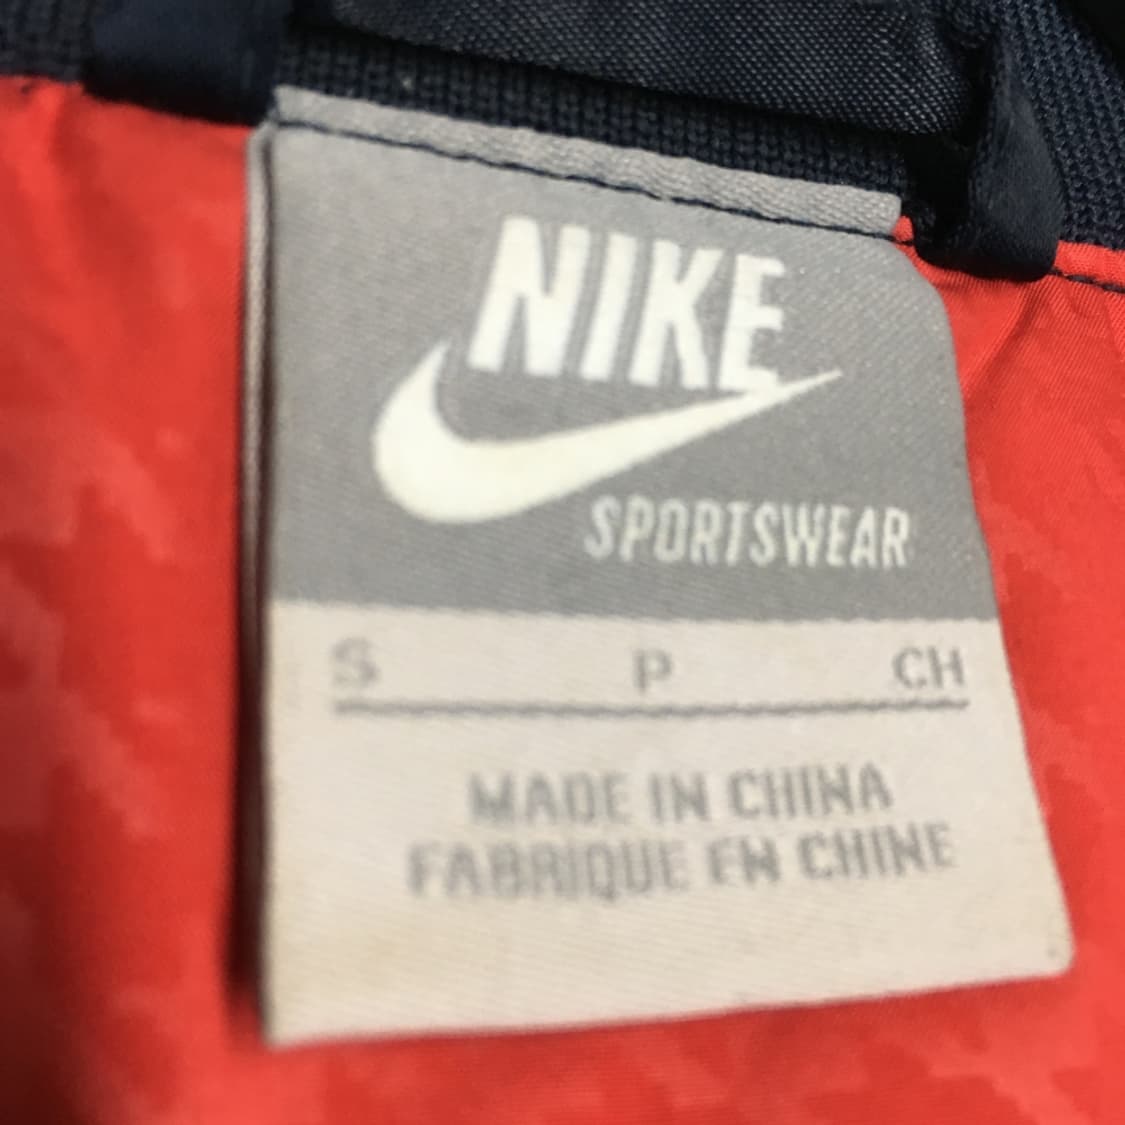 NIKE
SPORTSWEAR
S P CH
MADE IN CHINA
FABRIQUE EN CHINE